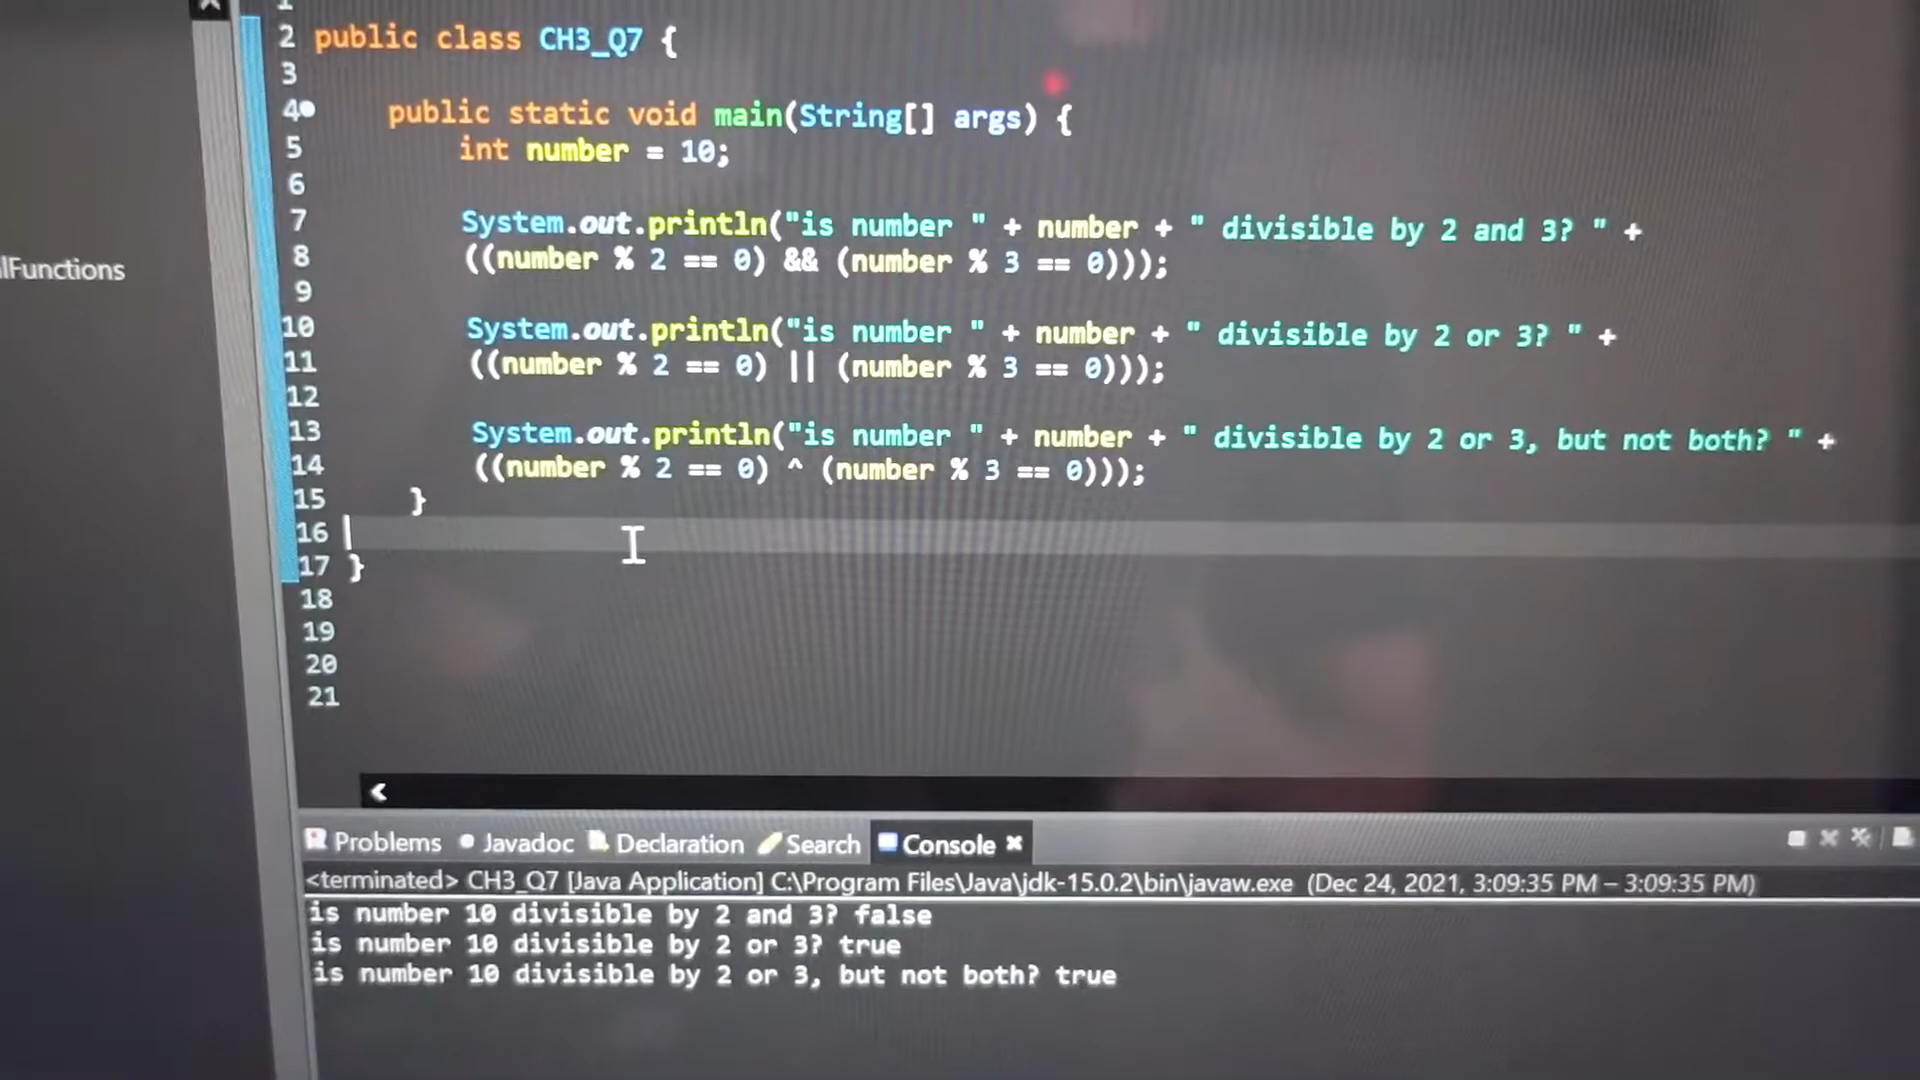 1
2 public class CH3_Q7 {
3
4 public static void main(String[] args) {
5 int number = 10;
6
7 System.out.println("is number " + number + " divisible by 2 and 3? " +
8 ((number % 2 == 0) && (number % 3 == 0)));
9
10 System.out.println("is number " + number + " divisible by 2 or 3? " +
11 ((number % 2 == 0) || (number % 3 == 0)));
12
13 System.out.println("is number " + number + " divisible by 2 or 3, but not both? " +
14 ((number % 2 == 0) ^ (number % 3 == 0)));
15 }
16
17 }
18
19
20
21
lFunctions
Problems Javadoc Declaration Search Console
<terminated> CH3_Q7 [Java Application] C:\Program Files\Java\jdk-15.0.2\bin\javaw.exe (Dec 24, 2021, 3:09:35 PM – 3:09:35 PM)
is number 10 divisible by 2 and 3? false
is number 10 divisible by 2 or 3? true
is number 10 divisible by 2 or 3, but not both? true